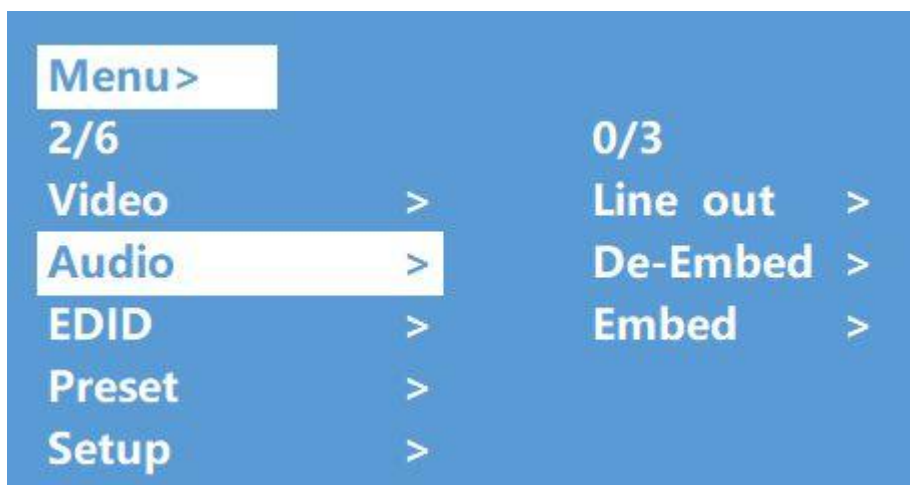 Menu>
2/6 0/3
Video > Line out >
Audio > De-Embed >
EDID > Embed >
Preset >
Setup >